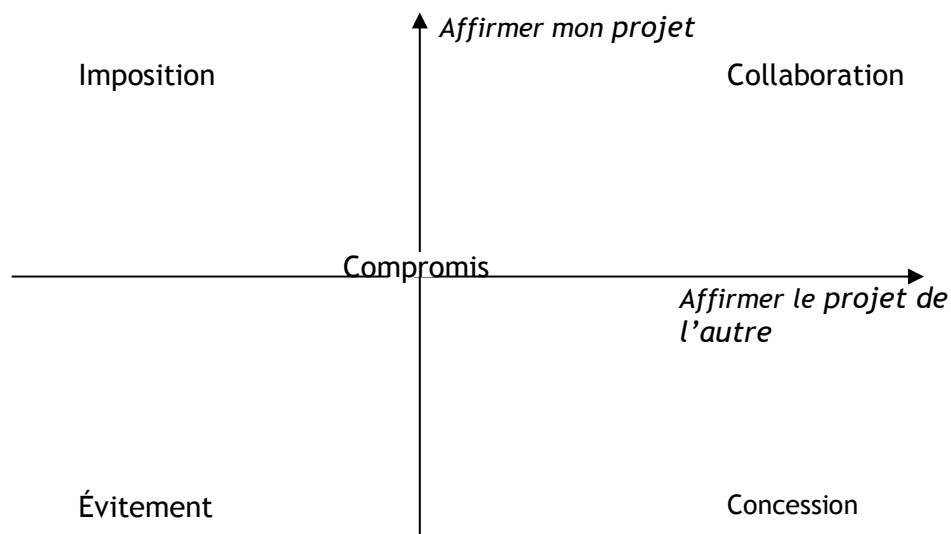 Affirmer mon projet
Imposition
Collaboration
Compromis
Affirmer le projet de
l’autre
Évitement
Concession